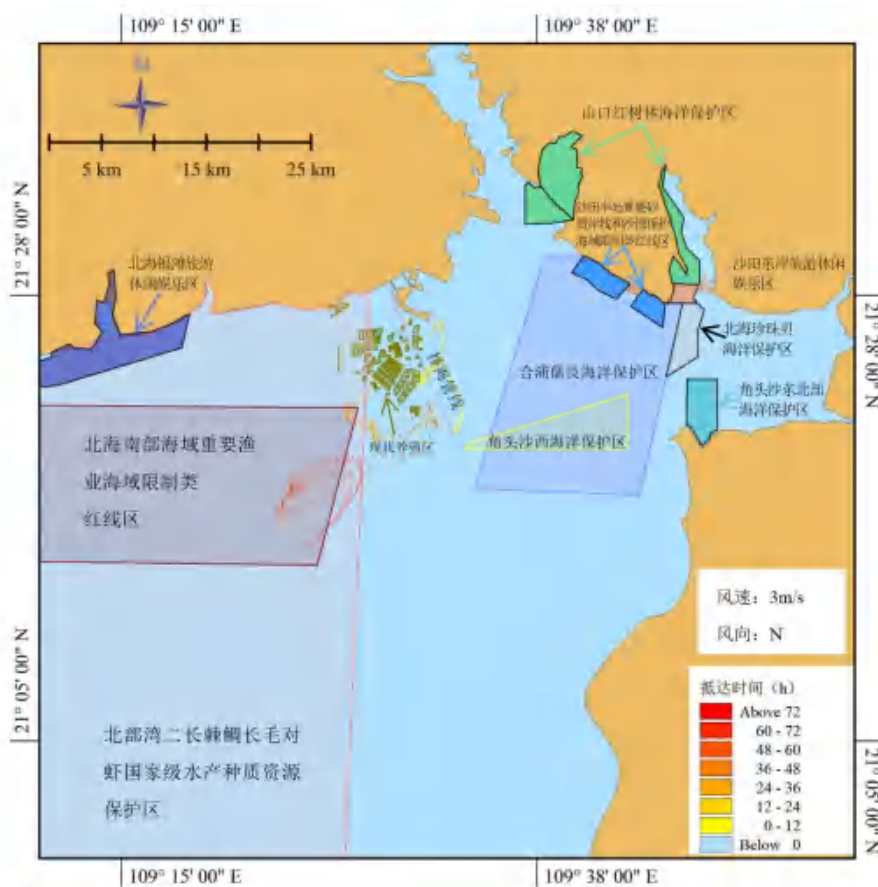 109° 15' 00" E
109° 38' 00" E
N
5 km
15 km
25 km
山口红树林海洋保护区
21° 28' 00" N
北海银滩旅游
休闲娱乐区
沙田东岸旅游休闲
娱乐区
21° 28' 00" N
北海珍珠贝
海洋保护区
合浦儒艮海洋保护区
角头沙东北部
海洋保护区
北海南部海域重要渔
业海域限制类
红线区
现状养殖区
角头沙西海洋保护区
风速：3m/s
风向：N
21° 05' 00" N
北部湾二长棘鲷长毛对
虾国家级水产种质资源
保护区
抵达时间（h）
Above 72
60 - 72
48 - 60
36 - 48
24 - 36
12 - 24
0 - 12
Below 0
21° 05' 00" N
109° 15' 00" E
109° 38' 00" E